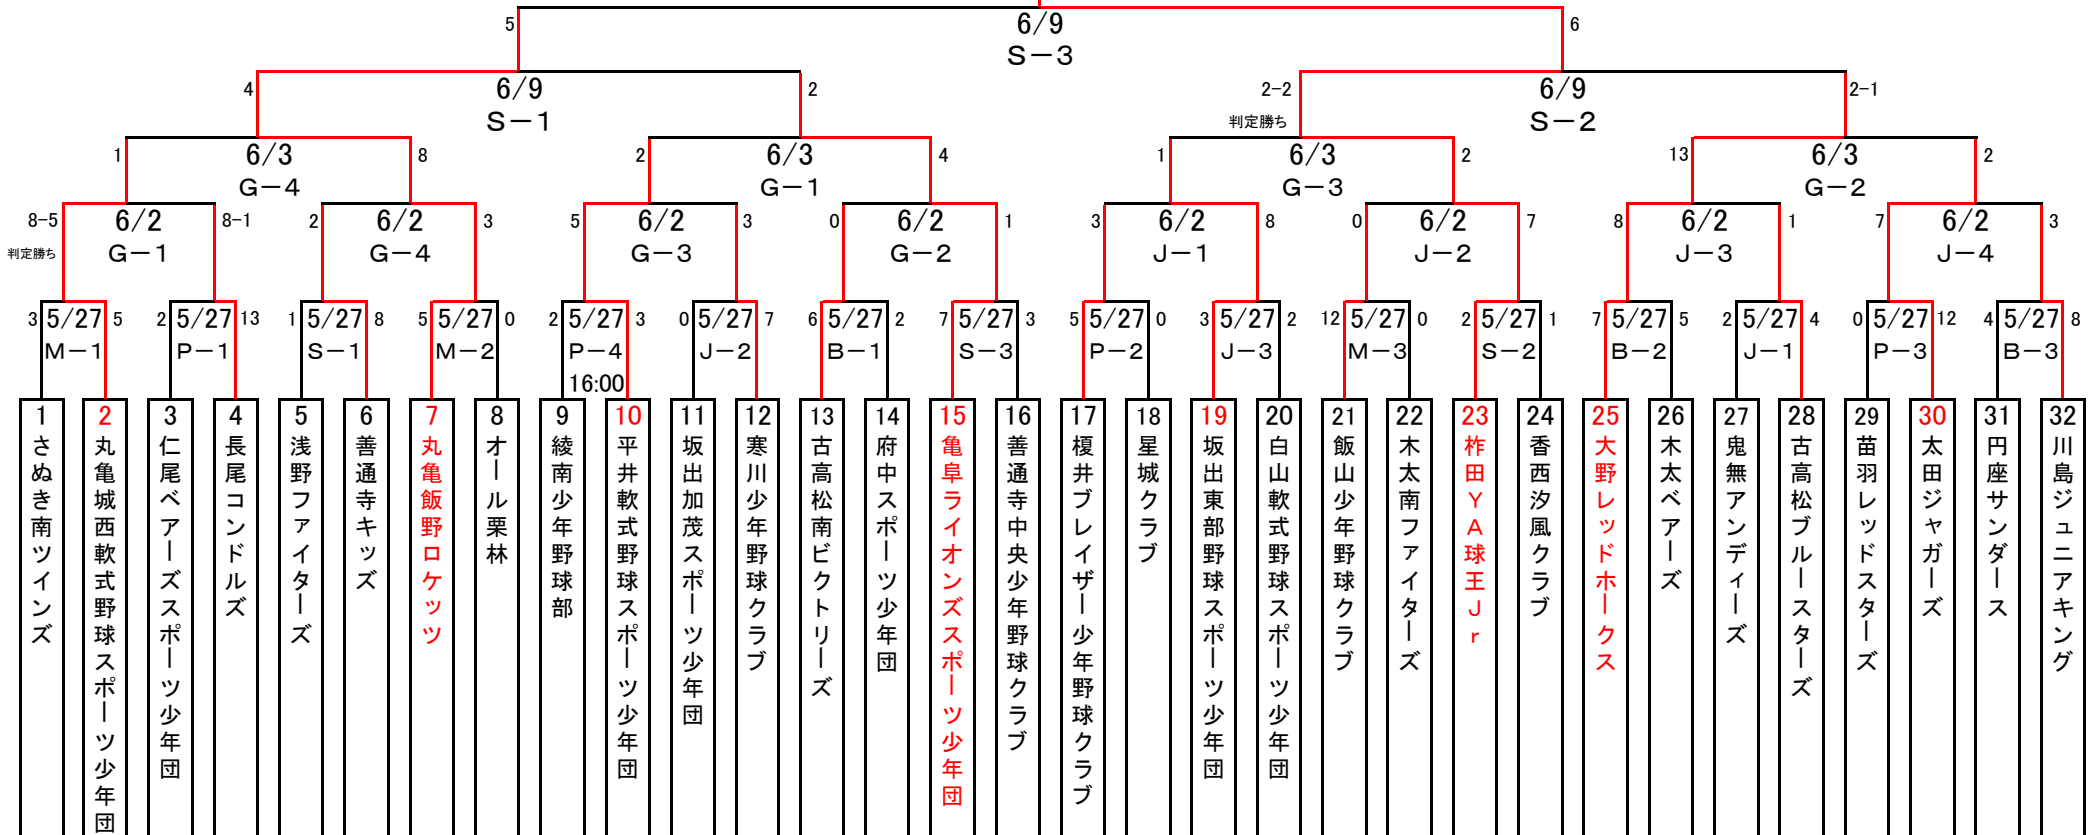 5 6/9 6
S－3
4 6/9 2 2-2 6/9 2-1
S－1 判定勝ち S－2
1 6/3 8 2 6/3 4 1 6/3 2 13 6/3 2
G－4 G－1 G－3 G－2
8-5 6/2 8-1 2 6/2 3 5 6/2 3 0 6/2 1 3 6/2 8 0 6/2 7 8 6/2 1 7 6/2 3
判定勝ち G－1 G－4 G－3 G－2 J－1 J－2 J－3 J－4
3 5/27 5 2 5/27 13 1 5/27 8 5 5/27 0 2 5/27 3 0 5/27 7 6 5/27 2 7 5/27 3 5 5/27 0 3 5/27 2 12 5/27 0 2 5/27 1 7 5/27 5 2 5/27 4 0 5/27 12 4 5/27 8
M－1 P－1 S－1 M－2 P－4 J－2 B－1 S－3 P－2 J－3 M－3 S－2 B－2 J－1 P－3 B－3
16:00
1 さぬき南ツインズ
2 丸亀城西軟式野球スポーツ少年団
3 仁尾ベアーズスポーツ少年団
4 長尾コンドルズ
5 浅野ファイターズ
6 善通寺キッズ
7 丸亀飯野ロケッツ
8 オール栗林
9 綾南少年野球部
10 平井軟式野球スポーツ少年団
11 坂出加茂スポーツ少年団
12 寒川少年野球クラブ
13 古高松南ビクトリーズ
14 府中スポーツ少年団
15 亀阜ライオンズスポーツ少年団
16 善通寺中央少年野球クラブ
17 榎井ブレイザー少年野球クラブ
18 星城クラブ
19 坂出東部野球スポーツ少年団
20 白山軟式野球スポーツ少年団
21 飯山少年野球クラブ
22 木太南ファイターズ
23 柞田ＹＡ球王Ｊｒ
24 香西汐風クラブ
25 大野レッドホークス
26 木太ベアーズ
27 鬼無アンディーズ
28 古高松ブルースターズ
29 苗羽レッドスターズ
30 太田ジャガーズ
31 円座サンダース
32 川島ジュニアキング